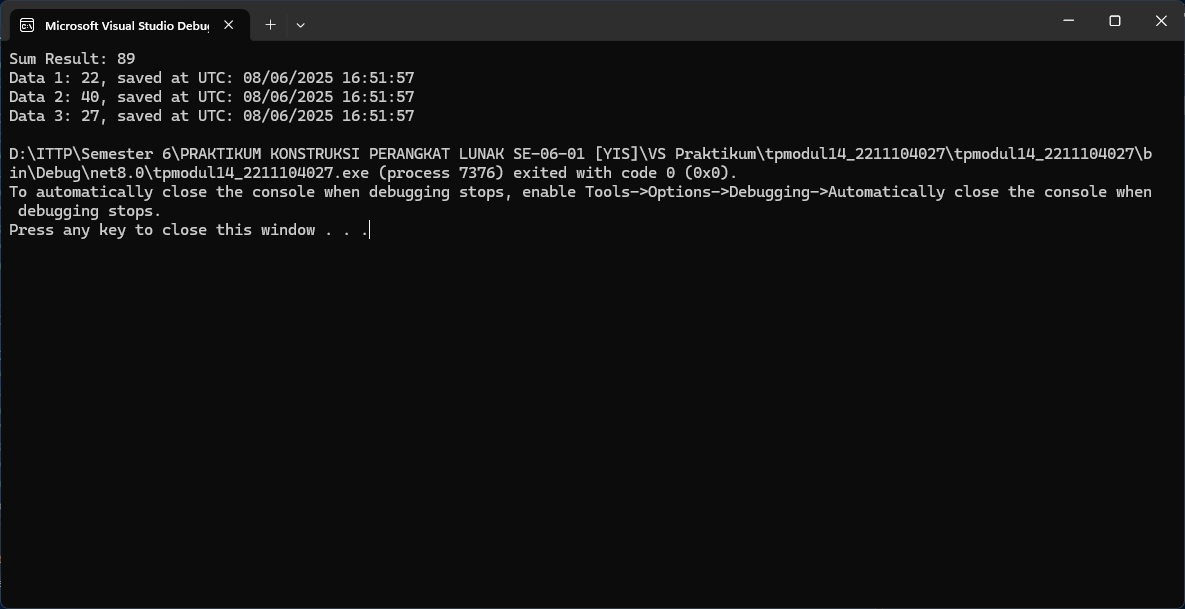 Microsoft Visual Studio Debug
Sum Result: 89
Data 1: 22, saved at UTC: 08/06/2025 16:51:57
Data 2: 40, saved at UTC: 08/06/2025 16:51:57
Data 3: 27, saved at UTC: 08/06/2025 16:51:57
D:\ITTP\Semester 6\PRAKTIKUM KONSTRUKSI PERANGKAT LUNAK SE-06-01 [YIS]\VS Praktikum\tpmodul14_2211104027\tpmodul14_2211104027\b
in\Debug\net8.0\tpmodul14_2211104027.exe (process 7376) exited with code 0 (0x0).
To automatically close the console when debugging stops, enable Tools->Options->Debugging->Automatically close the console when
debugging stops.
Press any key to close this window . . .